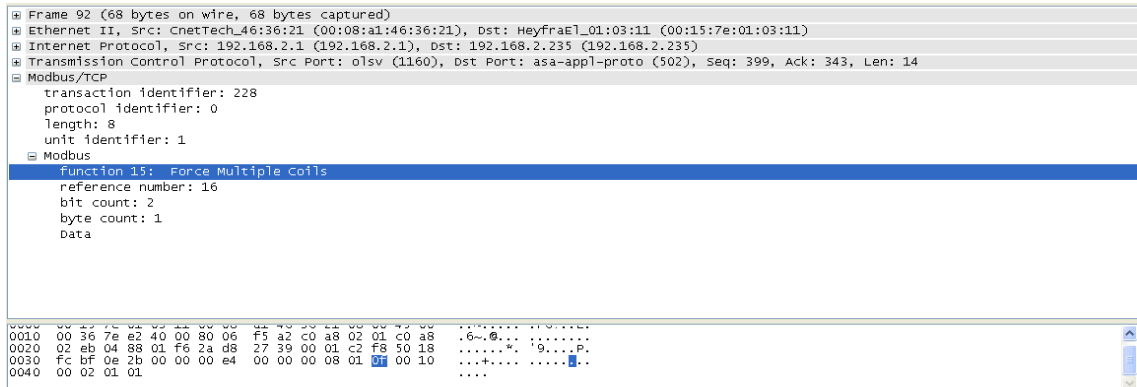 Frame 92 (68 bytes on wire, 68 bytes captured)
Ethernet II, Src: CnetTech_46:36:21 (00:08:a1:46:36:21), Dst: HeyfraEl_01:03:11 (00:15:7e:01:03:11)
Internet Protocol, Src: 192.168.2.1 (192.168.2.1), Dst: 192.168.2.235 (192.168.2.235)
Transmission Control Protocol, Src Port: olsv (1160), Dst Port: asa-appl-proto (502), Seq: 399, Ack: 343, Len: 14
Modbus/TCP
transaction identifier: 228
protocol identifier: 0
length: 8
unit identifier: 1
Modbus
function 15:  Force Multiple Coils
reference number: 16
bit count: 2
byte count: 1
Data
0010  00 36 7e e2 40 00 80 06  f5 a2 c0 a8 02 01 c0 a8  .6~.@... ........
0020  02 eb 04 88 01 f6 2a d8  27 39 00 01 c2 f8 50 18  ......*. '9....P.
0030  fc bf 0e 2b 00 00 00 e4  00 00 00 08 01 0f 00 10  ...+.... ........
0040  00 02 01 01  ....